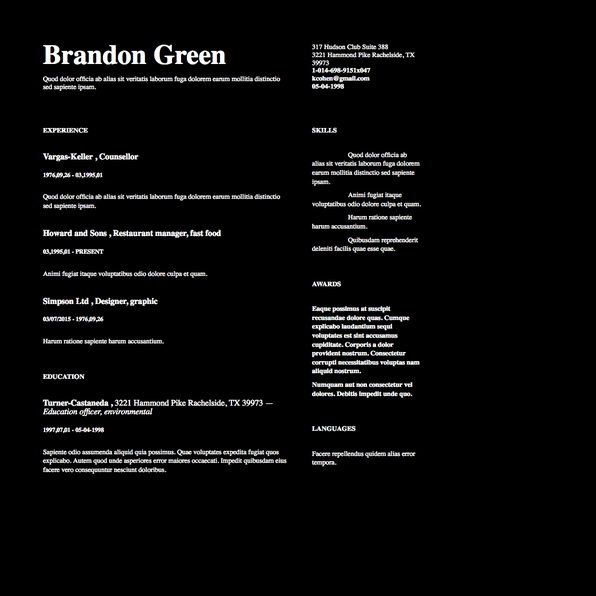 Brandon Green
Quod dolor officia ab alias sit veritatis laborum fuga dolorem earum mollitia distinctio
sed sapiente ipsam.
317 Hudson Club Suite 388
3221 Hammond Pike Rachelside, TX
39973
1-014-698-9151x047
kcohen@gmail.com
05-04-1998
EXPERIENCE
Vargas-Keller , Counsellor
1976,09,26 - 03,1995,01
Quod dolor officia ab alias sit veritatis laborum fuga dolorem earum mollitia distinctio
sed sapiente ipsam.
Howard and Sons , Restaurant manager, fast food
03,1995,01 - PRESENT
Animi fugiat itaque voluptatibus odio dolore culpa et quam.
Simpson Ltd , Designer, graphic
03/07/2015 - 1976,09,26
Harum ratione sapiente harum accusantium.
EDUCATION
Turner-Castaneda , 3221 Hammond Pike Rachelside, TX 39973 —
Education officer, environmental
1997,07,01 - 05-04-1998
Sapiente odio assumenda aliquid quia possimus. Quae voluptates expedita fugiat quos
explicabo. Autem quod unde asperiores error maiores occaecati. Impedit quibusdam eius
facere vero consequuntur nesciunt doloribus.
SKILLS
Quod dolor officia ab
alias sit veritatis laborum fuga dolorem
earum mollitia distinctio sed sapiente
ipsam.
Animi fugiat itaque
voluptatibus odio dolore culpa et quam.
Harum ratione sapiente
harum accusantium.
Quibusdam reprehenderit
deleniti facilis quae esse quae.
AWARDS
Eaque possimus at suscipit
recusandae dolore quas. Cumque
explicabo laudantium sequi
voluptates est sint accusamus
cupiditate. Corporis a dolor
provident nostrum. Consectetur
corrupti necessitatibus voluptas nam
aliquid nostrum.
Numquam aut non consectetur vel
dolores. Debitis impedit unde quo.
LANGUAGES
Facere repellendus quidem alias error
tempora.